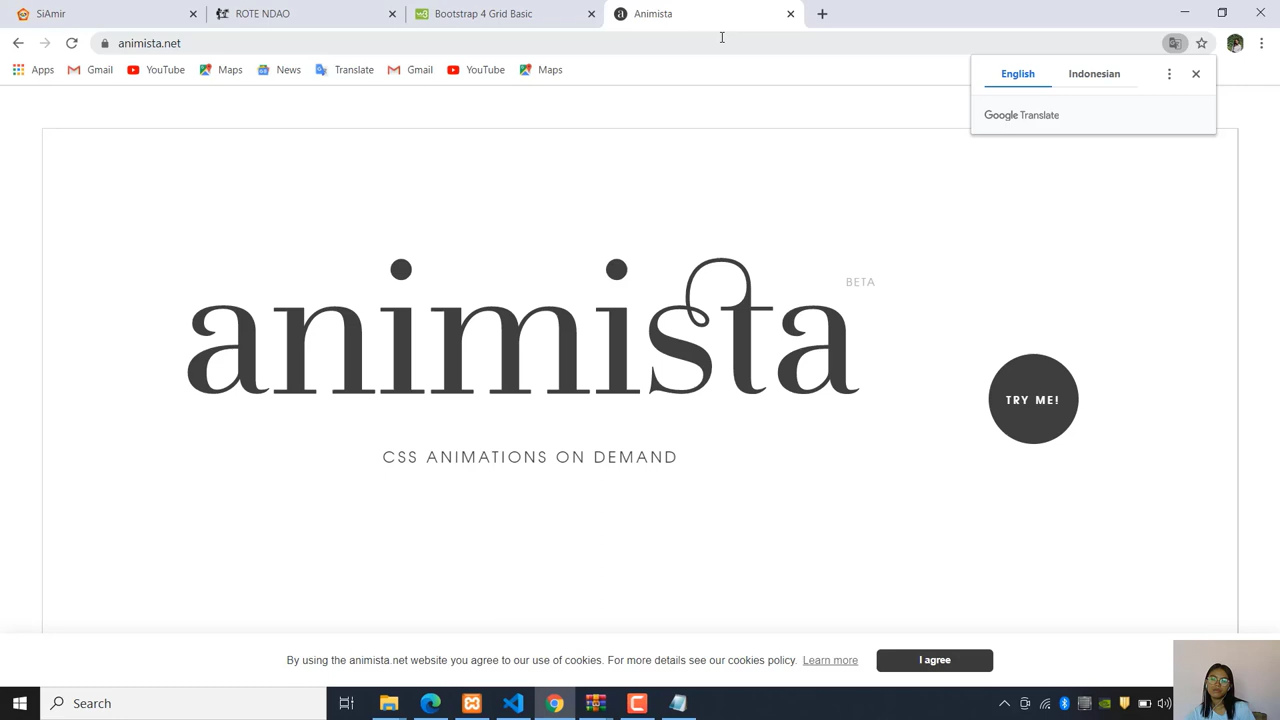 SiAmir
ROTE NDAO
Bootstrap 4 Grid Basic
Animista
animista.net
Apps
Gmail
YouTube
Maps
News
Translate
Gmail
YouTube
Maps
English
Indonesian
Google Translate
animista
BETA
TRY ME!
CSS ANIMATIONS ON DEMAND
By using the animista.net website you agree to our use of cookies. For more details see our cookies policy. Learn more
I agree
Search